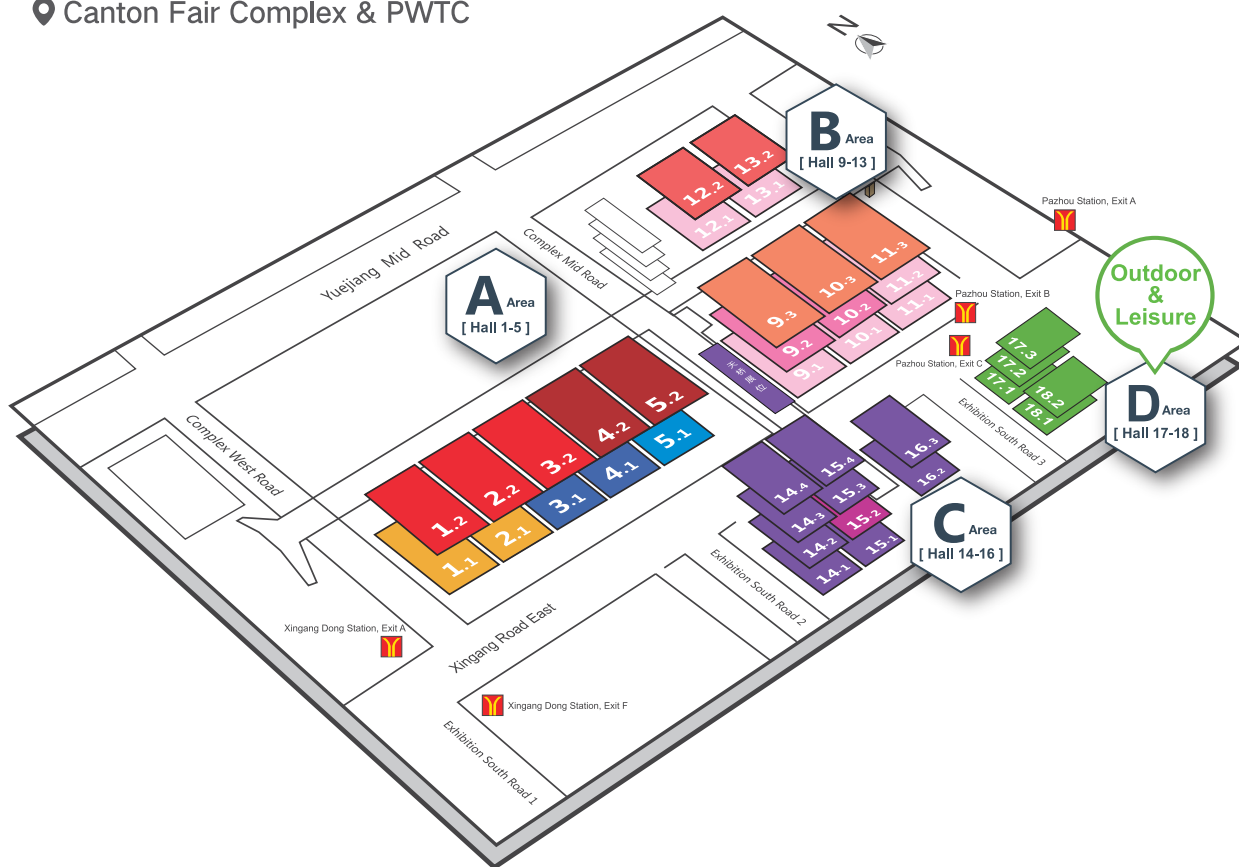 Canton Fair Complex & PWTC
N
B Area
[ Hall 9-13 ]
13.2
12.2
13.1
12.1
Pazhou Station, Exit A
Yuejiang Mid Road
Complex Mid Road
A Area
[ Hall 1-5 ]
11.3
10.3
9.3
11.2
11.1
10.2
10.1
9.2
9.1
Pazhou Station, Exit B
Pazhou Station, Exit C
Outdoor
&
Leisure
17.3
17.2
17.1
18.2
18.1
D Area
[ Hall 17-18 ]
Exhibition South Road 3
天桥展位
5.2
4.2
3.2
2.2
1.2
5.1
4.1
3.1
2.1
1.1
Complex West Road
16.3
16.2
15.4
14.4
15.3
14.3
15.2
14.2
15.1
14.1
C Area
[ Hall 14-16 ]
Exhibition South Road 2
Xingang Dong Station, Exit A
Xingang Road East
Xingang Dong Station, Exit F
Exhibition South Road 1